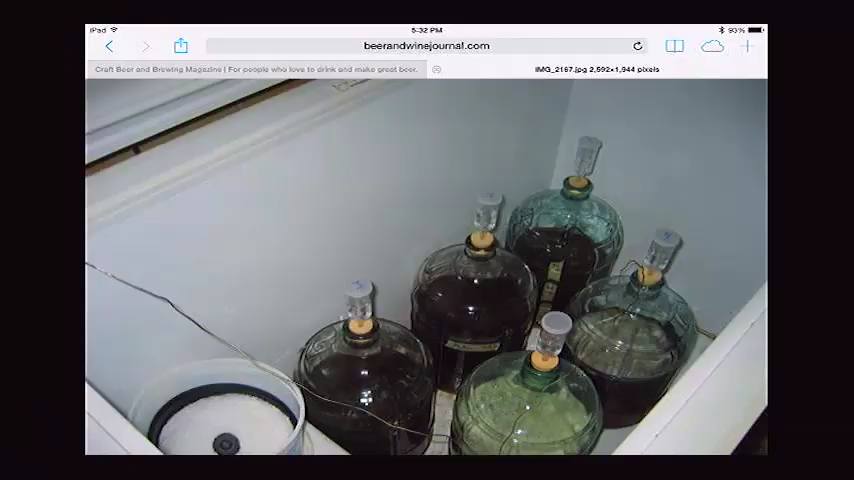 iPad
5:32 PM
93%
beerandwinejournal.com
Craft Beer and Brewing Magazine | For people who love to drink and make great beer.
IMG_2167.jpg 2,592×1,944 pixels